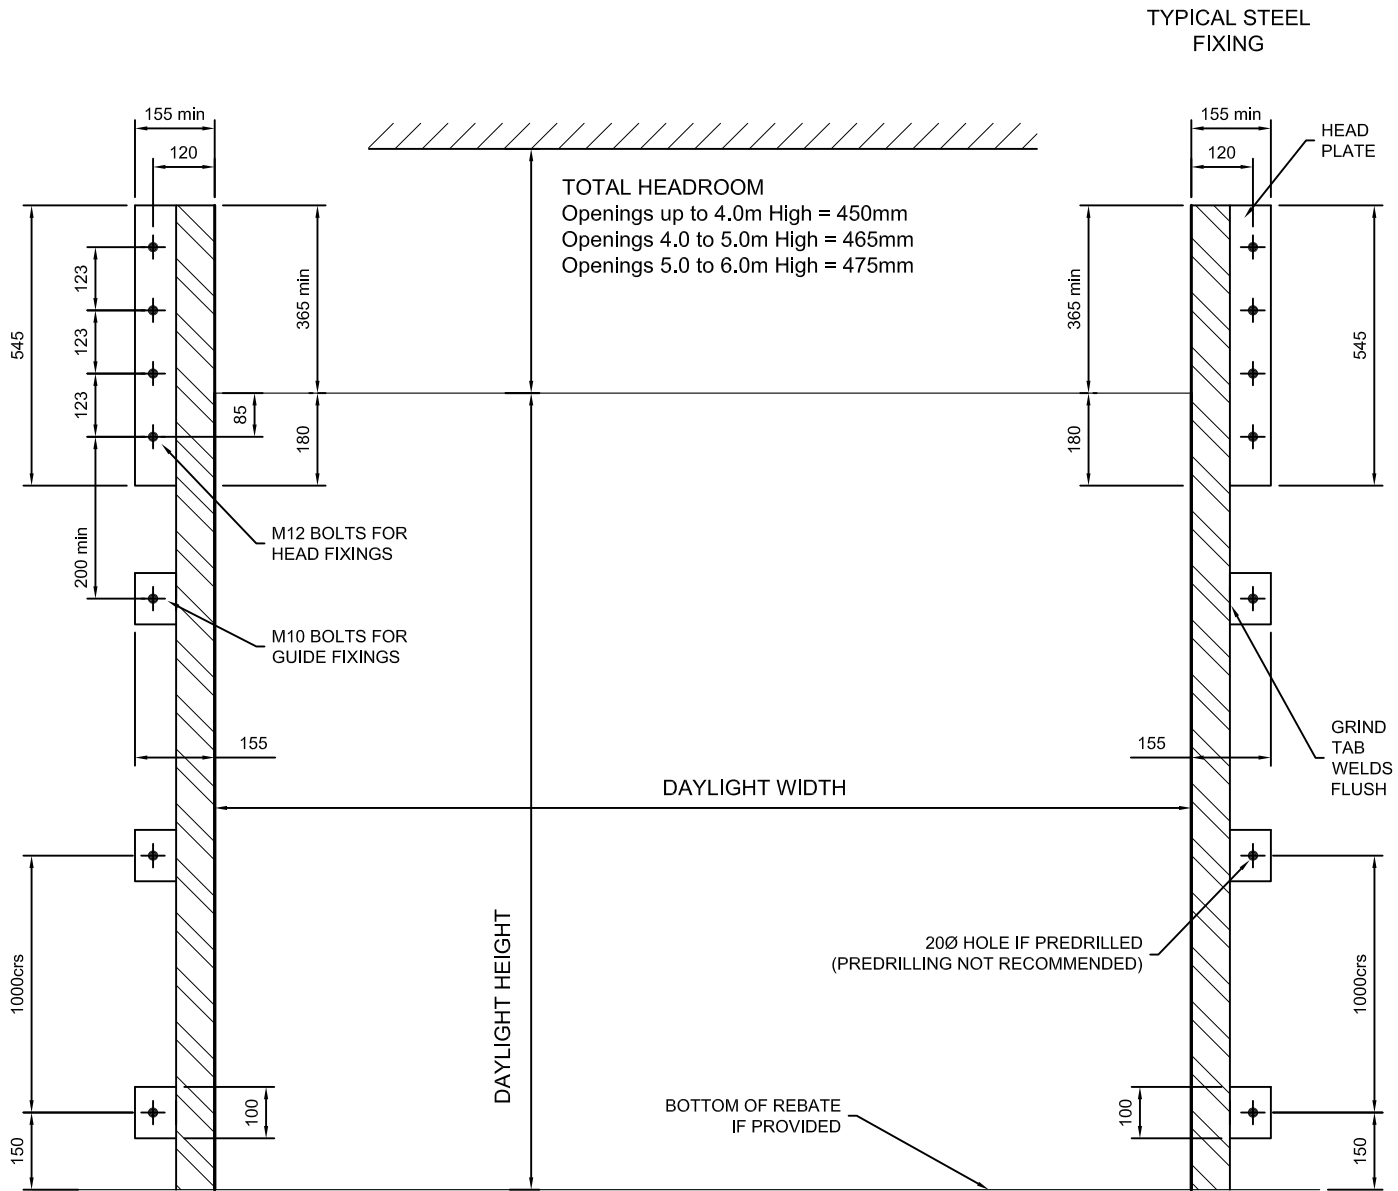 TYPICAL STEEL
FIXING
155 min
120
155 min
120
HEAD
PLATE
TOTAL HEADROOM
Openings up to 4.0m High = 450mm
Openings 4.0 to 5.0m High = 465mm
Openings 5.0 to 6.0m High = 475mm
545
123
123
123
365 min
85
180
200 min
365 min
180
545
M12 BOLTS FOR
HEAD FIXINGS
M10 BOLTS FOR
GUIDE FIXINGS
155
155
GRIND
TAB
WELDS
FLUSH
DAYLIGHT WIDTH
DAYLIGHT HEIGHT
20Ø HOLE IF PREDRILLED
(PREDRILLING NOT RECOMMENDED)
1000crs
1000crs
100
100
BOTTOM OF REBATE
IF PROVIDED
150
150